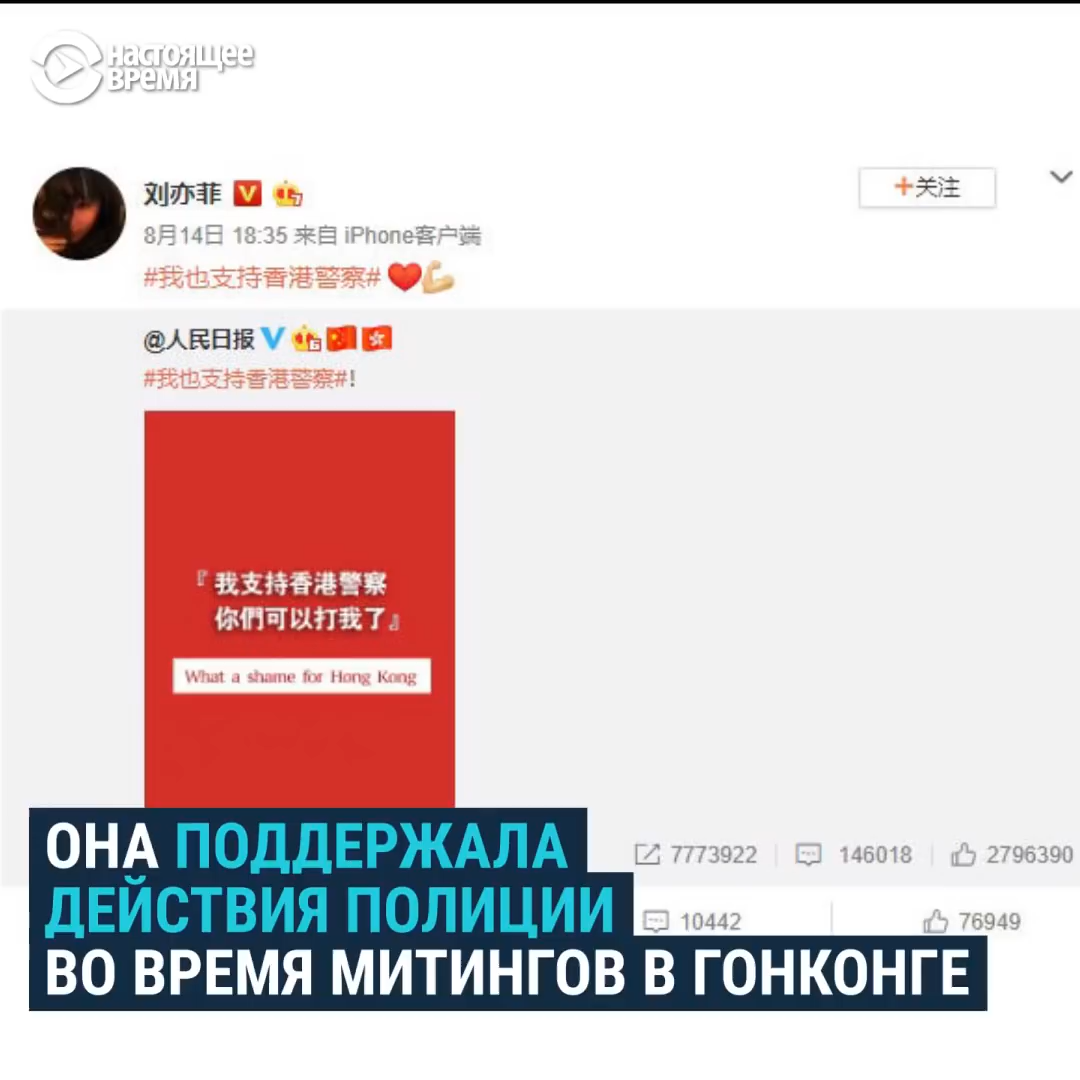 настоящее
время
刘亦菲
+关注
8月14日 18:35 来自 iPhone客户端
#我也支持香港警察#
@人民日报
#我也支持香港警察#!
『我支持香港警察
你們可以打我了』
What a shame for Hong Kong
7773922 146018 2796390
10442 76949
ОНА ПОДДЕРЖАЛА
ДЕЙСТВИЯ ПОЛИЦИИ
ВО ВРЕМЯ МИТИНГОВ В ГОНКОНГЕ